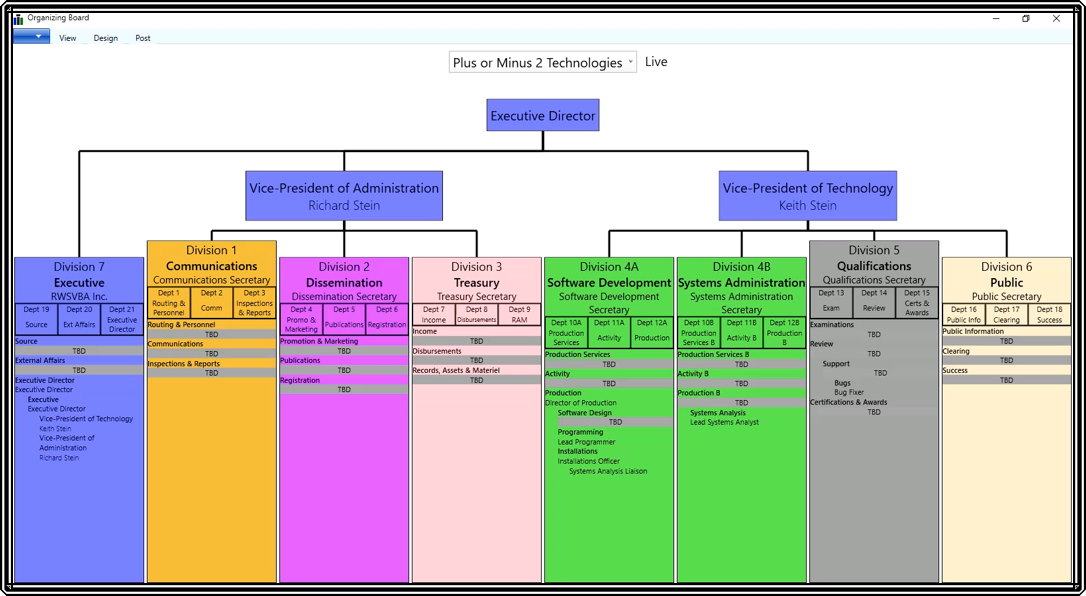 Organizing Board
View Design Post
Plus or Minus 2 Technologies Live
Executive Director
Vice-President of Administration
Richard Stein
Vice-President of Technology
Keith Stein
Division 7
Executive
RWSVBA Inc.
Dept 19
Source
Dept 20
Ext Affairs
Dept 21
Executive
Director
Source
TBD
External Affairs
TBD
Executive Director
Executive Director
Executive
Executive Director
Vice-President of Technology
Keith Stein
Vice-President of
Administration
Richard Stein
Division 1
Communications
Communications Secretary
Dept 1
Routing &
Personnel
Dept 2
Comm
Dept 3
Inspections
& Reports
Routing & Personnel
TBD
Communications
TBD
Inspections & Reports
TBD
Division 2
Dissemination
Dissemination Secretary
Dept 4
Promo &
Marketing
Dept 5
Publications
Dept 6
Registration
Promotion & Marketing
TBD
Publications
TBD
Registration
TBD
Division 3
Treasury
Treasury Secretary
Dept 7
Income
Dept 8
Disbursements
Dept 9
RAM
Income
TBD
Disbursements
TBD
Records, Assets & Materiel
TBD
Division 4A
Software Development
Software Development
Secretary
Dept 10A
Production
Services
Dept 11A
Activity
Dept 12A
Production
Production Services
TBD
Activity
TBD
Production
Director of Production
Software Design
TBD
Programming
Lead Programmer
Installations
Installations Officer
Systems Analysis Liaison
Division 4B
Systems Administration
Systems Administration
Secretary
Dept 10B
Production
Services B
Dept 11B
Activity B
Dept 12B
Production
B
Production Services B
TBD
Activity B
TBD
Production B
TBD
Systems Analysis
Lead Systems Analyst
Division 5
Qualifications
Qualifications Secretary
Dept 13
Exam
Dept 14
Review
Dept 15
Certs &
Awards
Examinations
TBD
Review
TBD
Support
TBD
Bugs
Bug Fixer
Certifications & Awards
TBD
Division 6
Public
Public Secretary
Dept 16
Public Info
Dept 17
Clearing
Dept 18
Success
Public Information
TBD
Clearing
TBD
Success
TBD